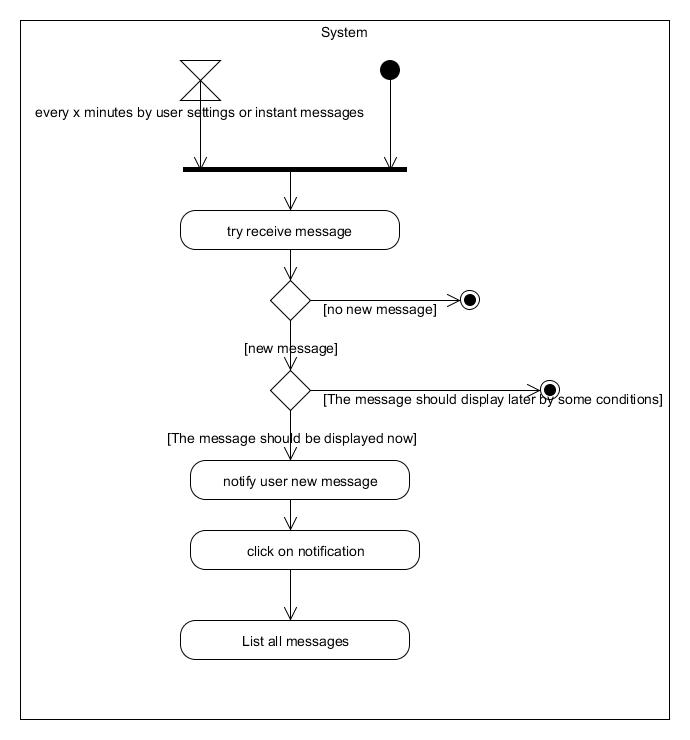 System
every x minutes by user settings or instant messages
try receive message
[no new message]
[new message]
[The message should display later by some conditions]
[The message should be displayed now]
notify user new message
click on notification
List all messages